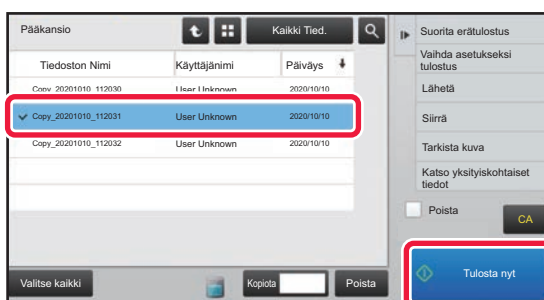 Pääkansio
Kaikki Tied.
Tiedoston Nimi
Käyttäjänimi
Päiväys
Copy_20201010_112030
User Unknown
2020/10/10
Copy_20201010_112031
User Unknown
2020/10/10
Copy_20201010_112032
User Unknown
2020/10/10
Valitse kaikki
Kopiota
Poista
Suorita erätulostus
Vaihda asetukseksi
tulostus
Lähetä
Siirrä
Tarkista kuva
Katso yksityiskohtaiset
tiedot
Poista
CA
Tulosta nyt